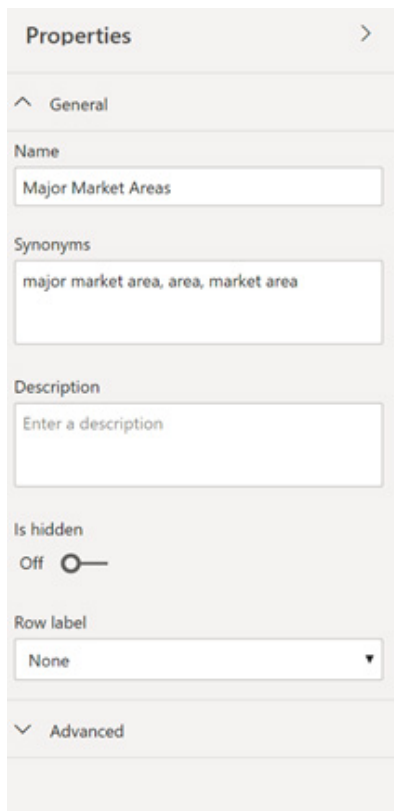 Properties
General
Name
Major Market Areas
Synonyms
major market area, area, market area
Description
Enter a description
Is hidden
Off
Row label
None
Advanced